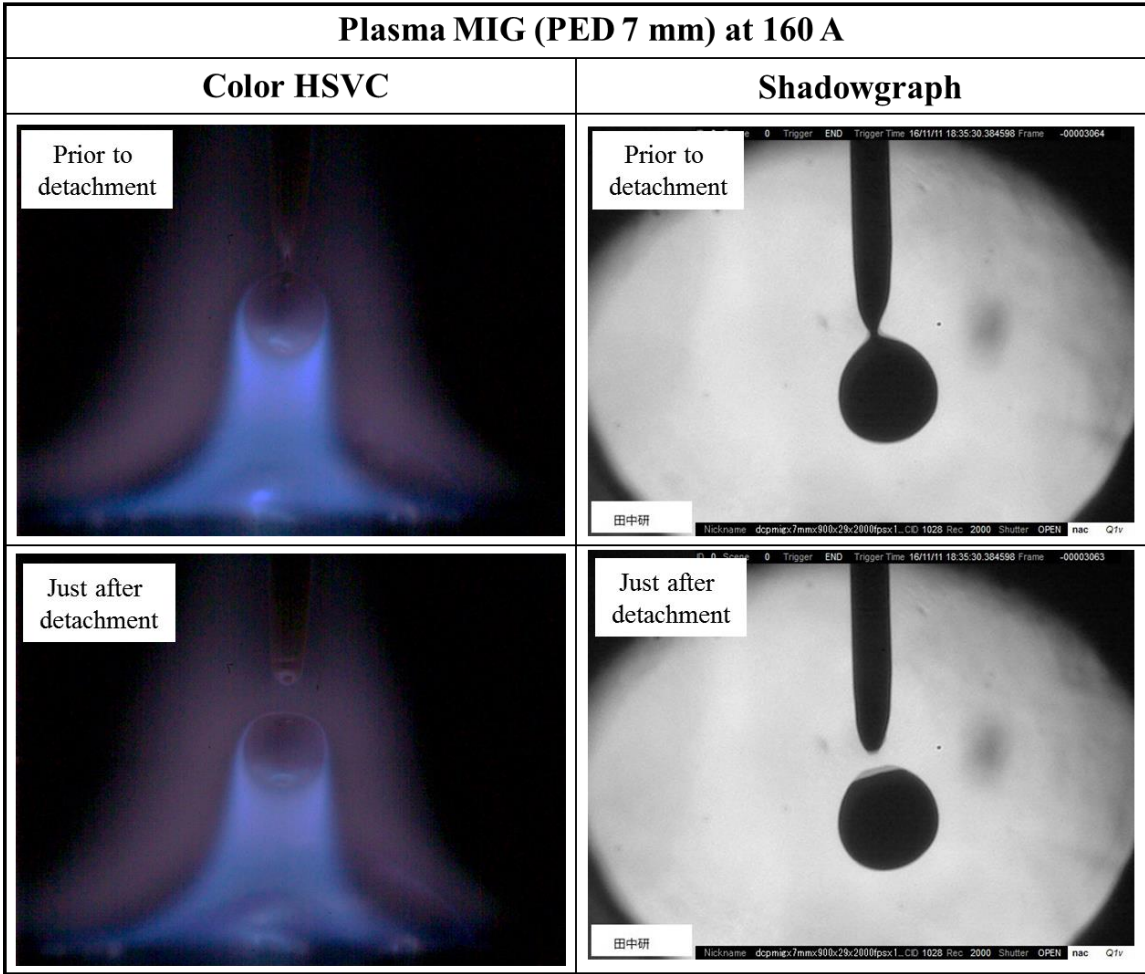 Plasma MIG (PED 7 mm) at 160 A
Color HSVC
Shadowgraph
Prior to
detachment
Prior to
detachment
0 Trigger END Trigger Time 16/11/11 18:35:30.384598 Frame -00003064
田中研
Nickname dcpmigx7mmx900x29x2000fpsx1... CID 1028 Rec 2000 Shutter OPEN nac Q1v
Just after
detachment
Just after
detachment
ID 0 Scene 0 Trigger END Trigger Time 16/11/11 18:35:30.384598 Frame -00003063
田中研
Nickname dcpmigx7mmx900x29x2000fpsx1... CID 1028 Rec 2000 Shutter OPEN nac Q1v